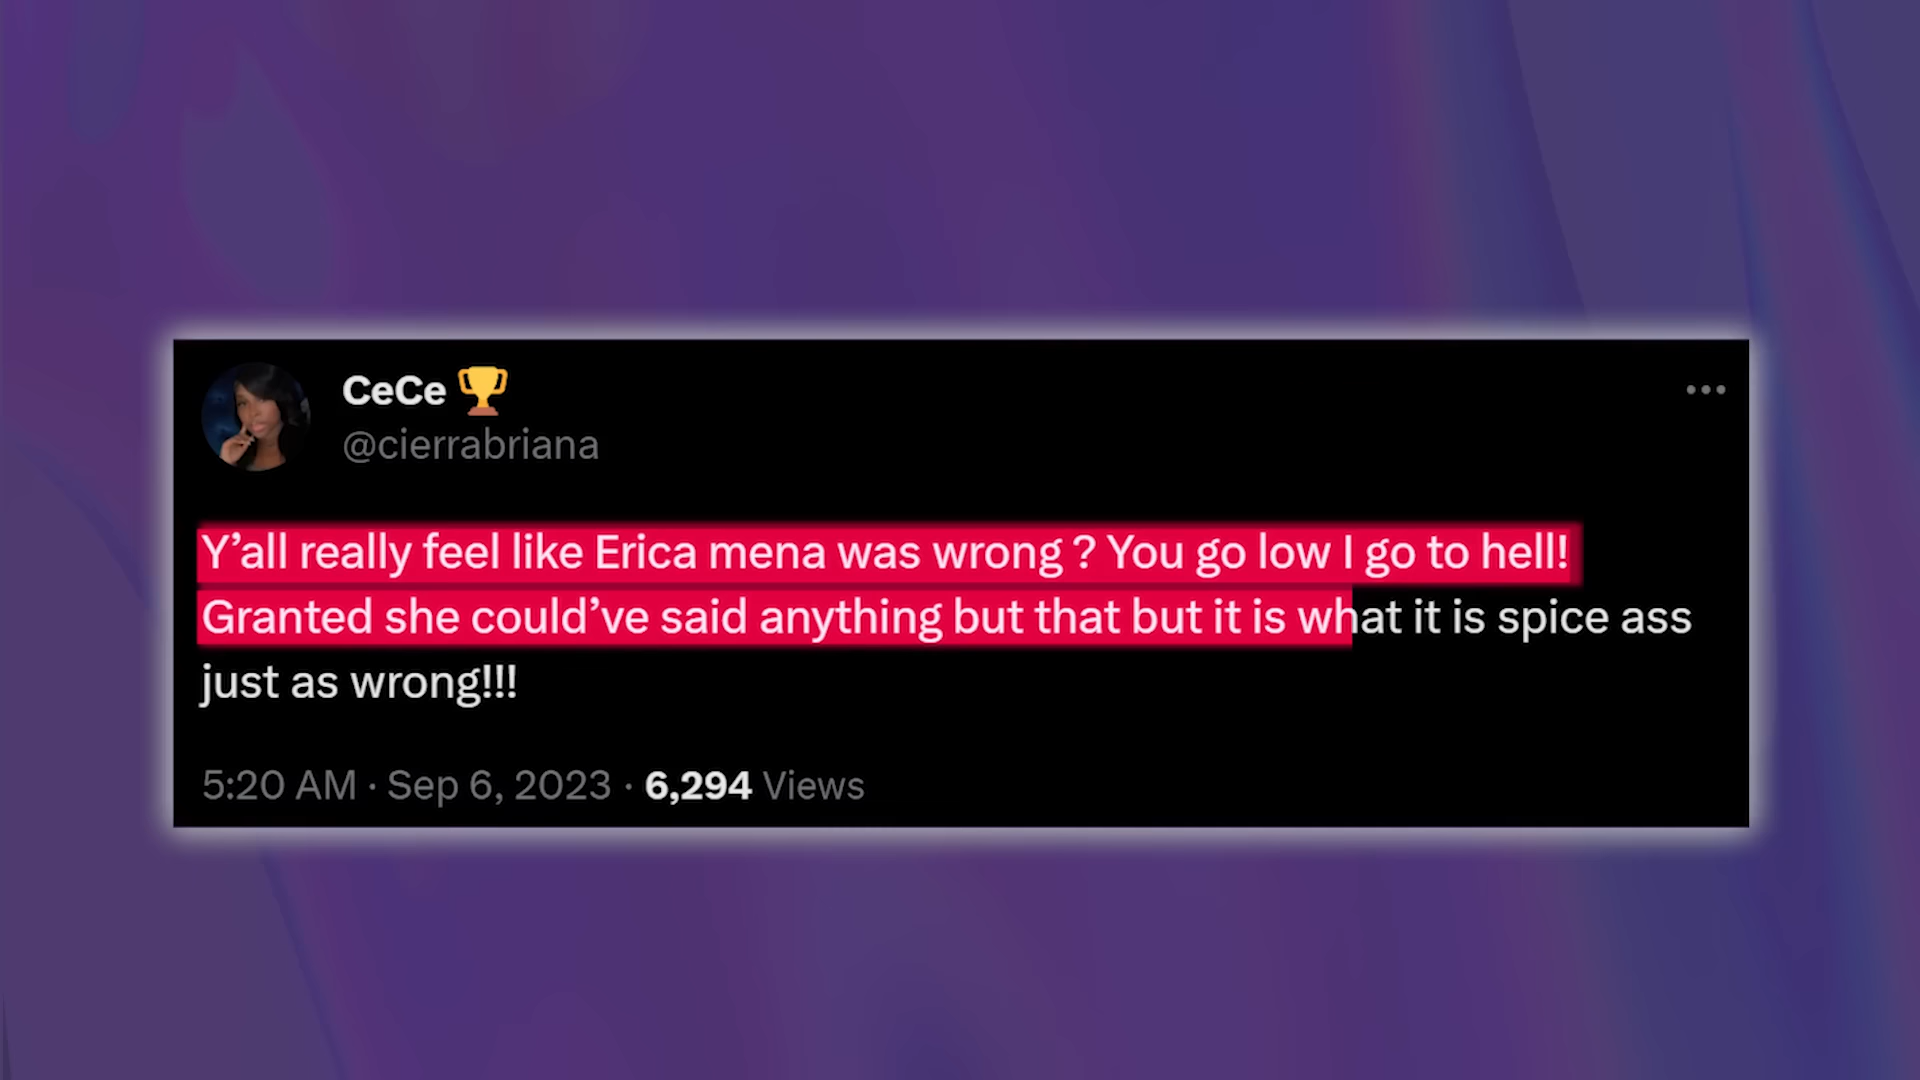 CeCe 🏆
@cierrabriana
Y’all really feel like Erica mena was wrong ? You go low I go to hell!
Granted she could’ve said anything but that but it is what it is spice ass
just as wrong!!!
5:20 AM · Sep 6, 2023 · 6,294 Views